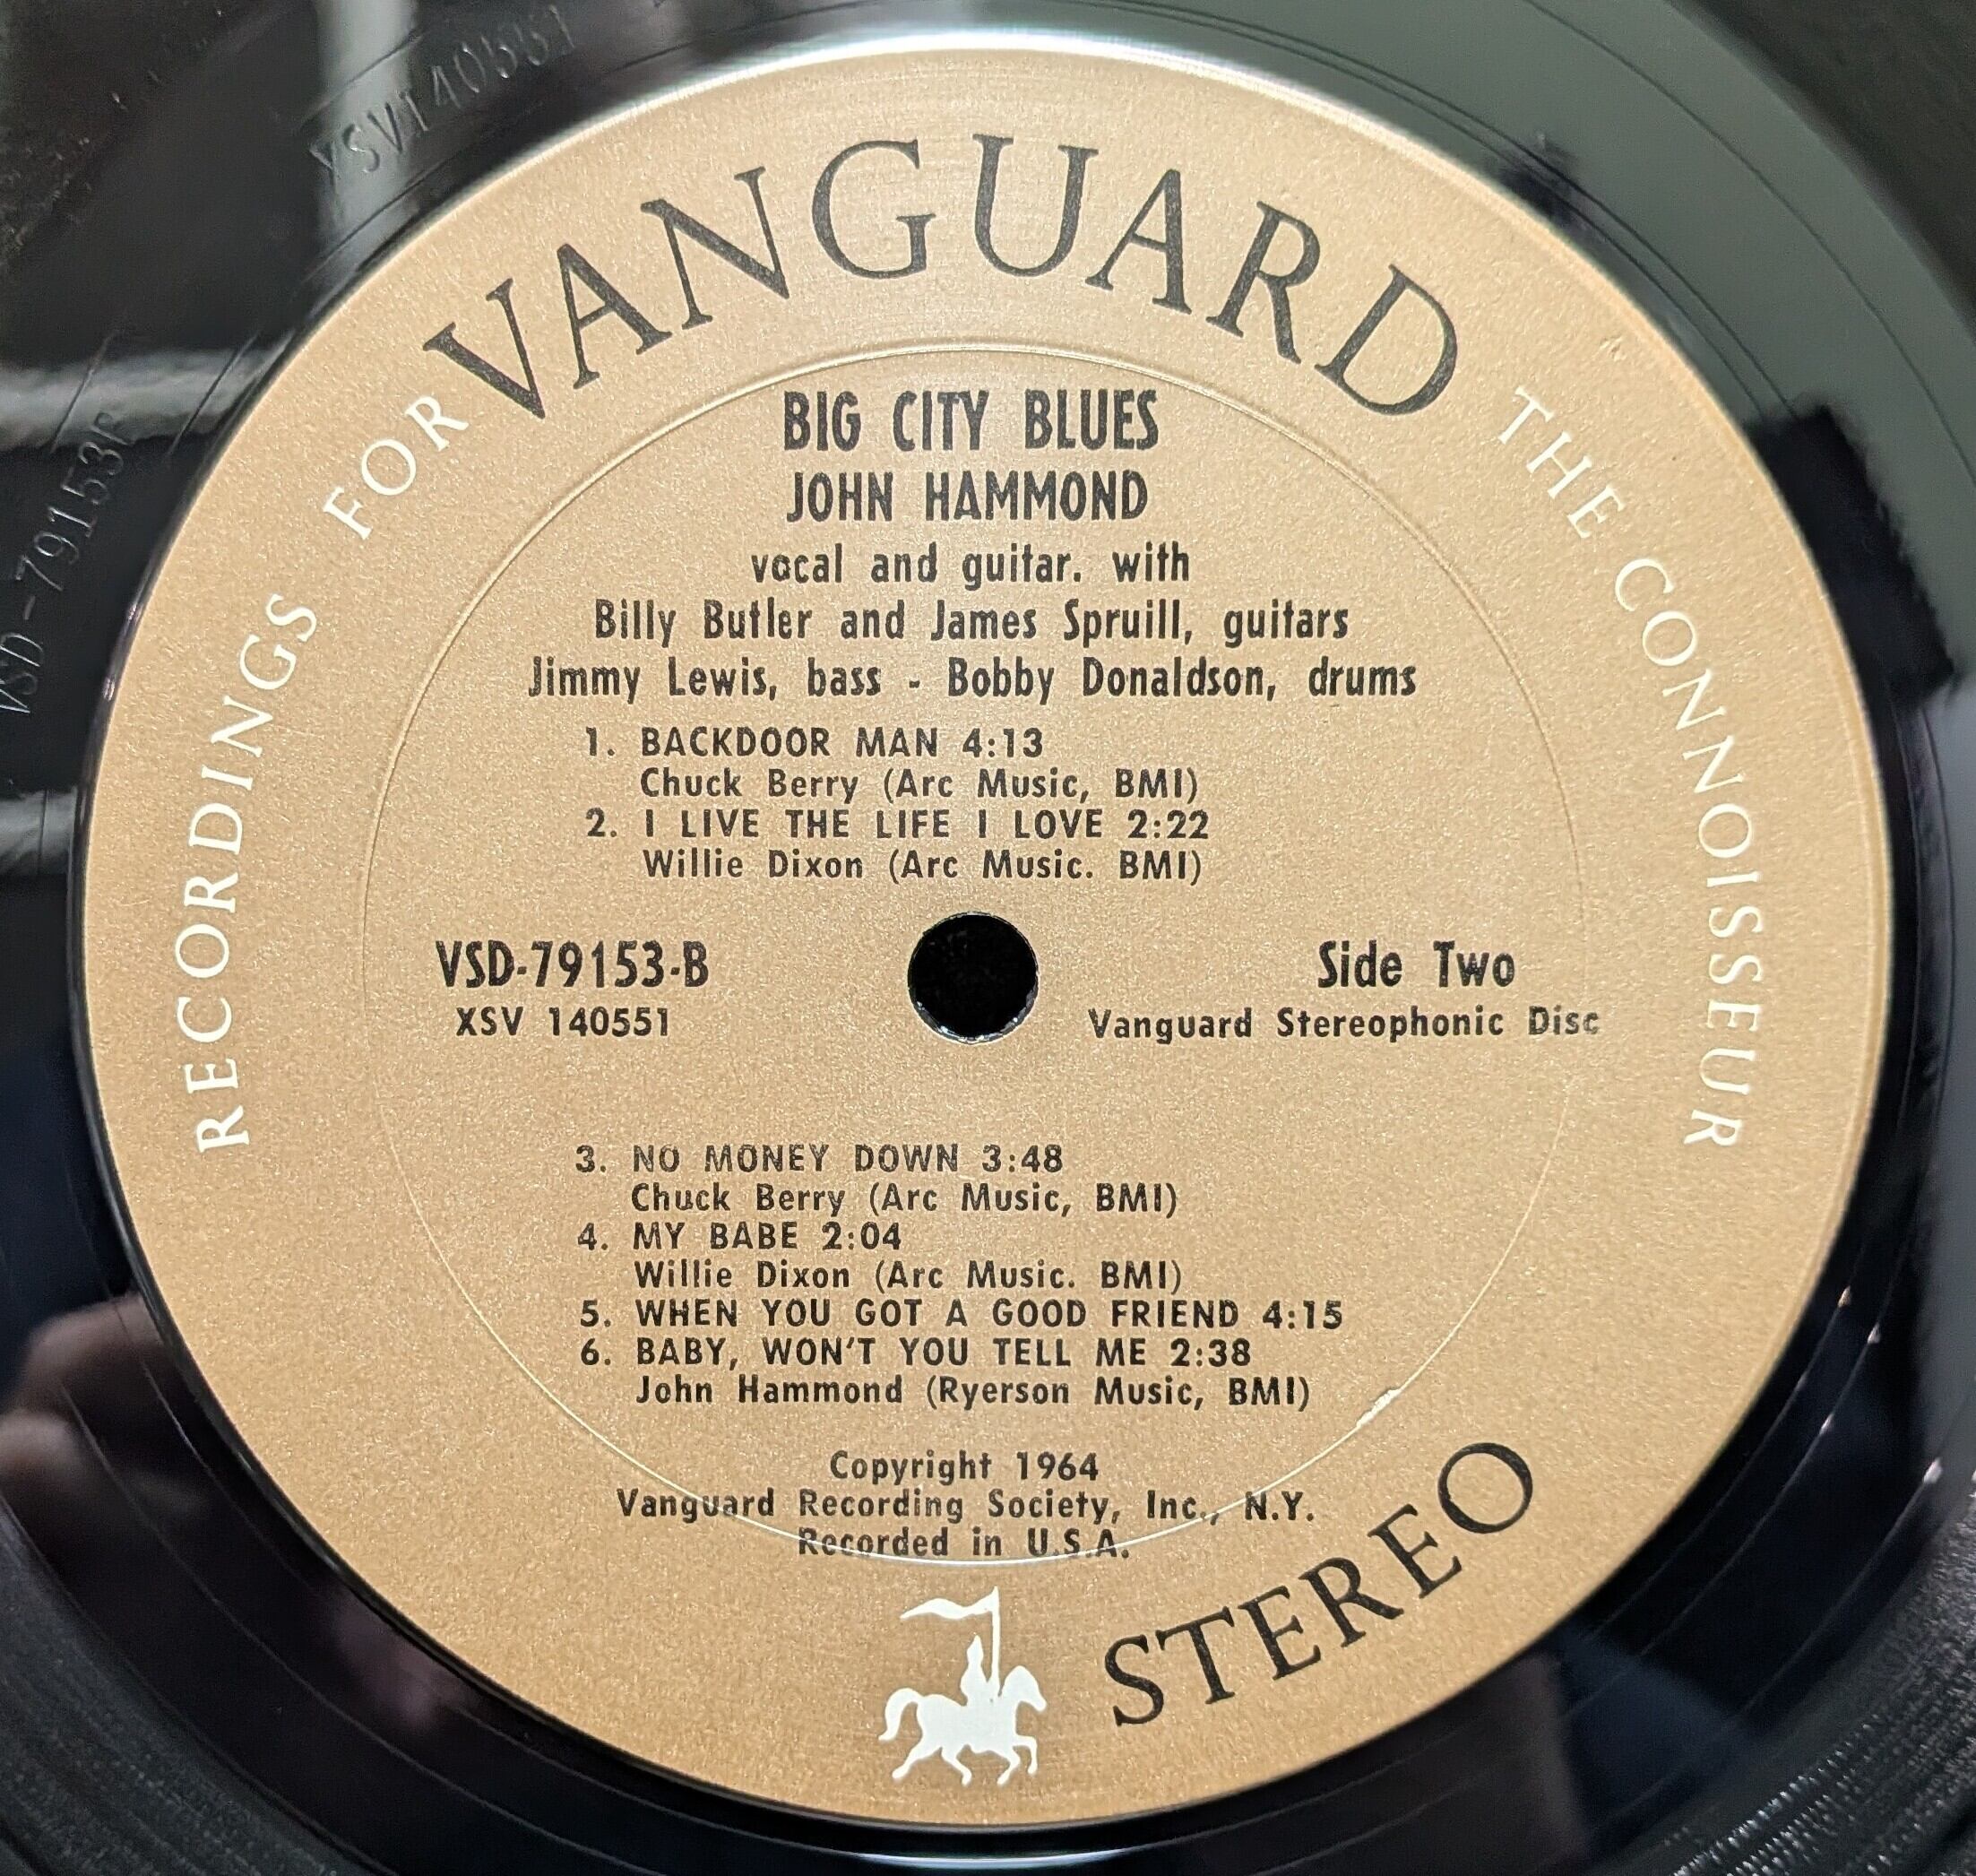 XSV140551
VSD-79153
VANGUARD
RECORDINGS FOR THE CONNOISSEUR
BIG CITY BLUES
JOHN HAMMOND
vocal and guitar. with
Billy Butler and James Spruill, guitars
Jimmy Lewis, bass - Bobby Donaldson, drums
1. BACKDOOR MAN 4:13
Chuck Berry (Arc Music, BMI)
2. I LIVE THE LIFE I LOVE 2:22
Willie Dixon (Arc Music. BMI)
VSD-79153-B
XSV 140551
Side Two
Vanguard Stereophonic Disc
3. NO MONEY DOWN 3:48
Chuck Berry (Arc Music, BMI)
4. MY BABE 2:04
Willie Dixon (Arc Music. BMI)
5. WHEN YOU GOT A GOOD FRIEND 4:15
6. BABY, WON'T YOU TELL ME 2:38
John Hammond (Ryerson Music, BMI)
Copyright 1964
Vanguard Recording Society, Inc., N.Y.
Recorded in U.S.A.
STEREO